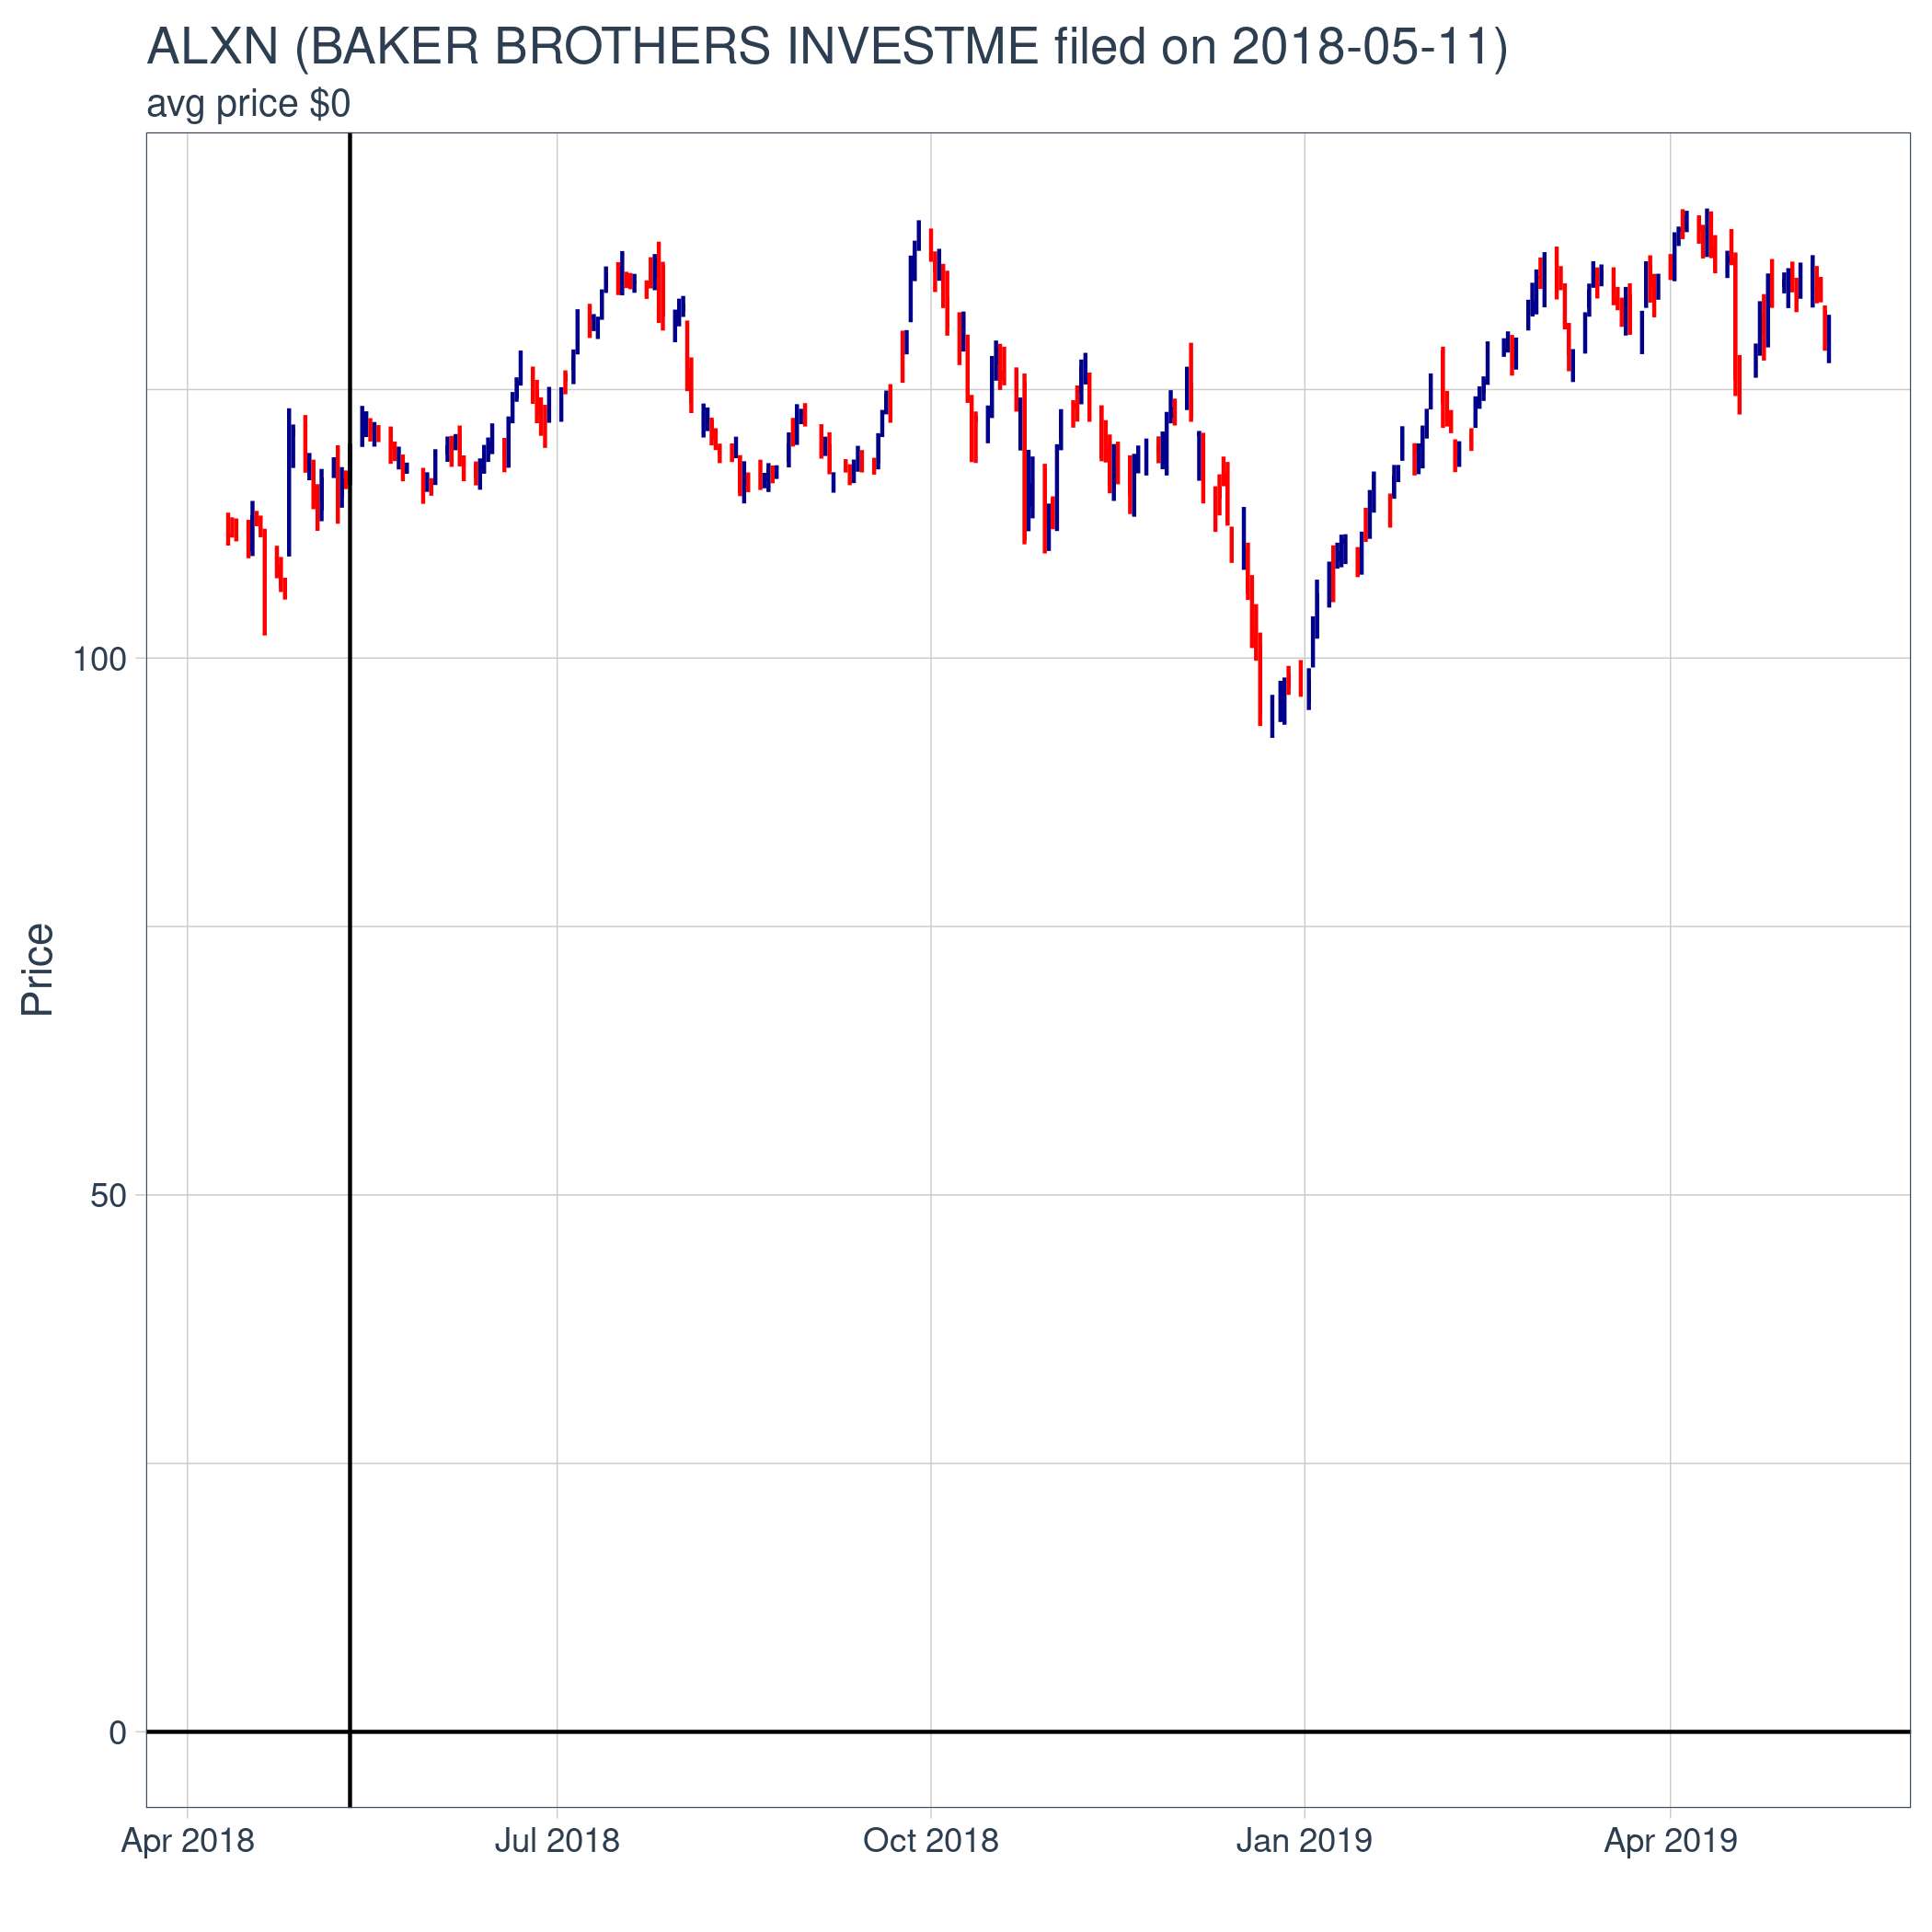 ALXN (BAKER BROTHERS INVESTME filed on 2018-05-11)
avg price $0
Price
100
50
0
Apr 2018
Jul 2018
Oct 2018
Jan 2019
Apr 2019